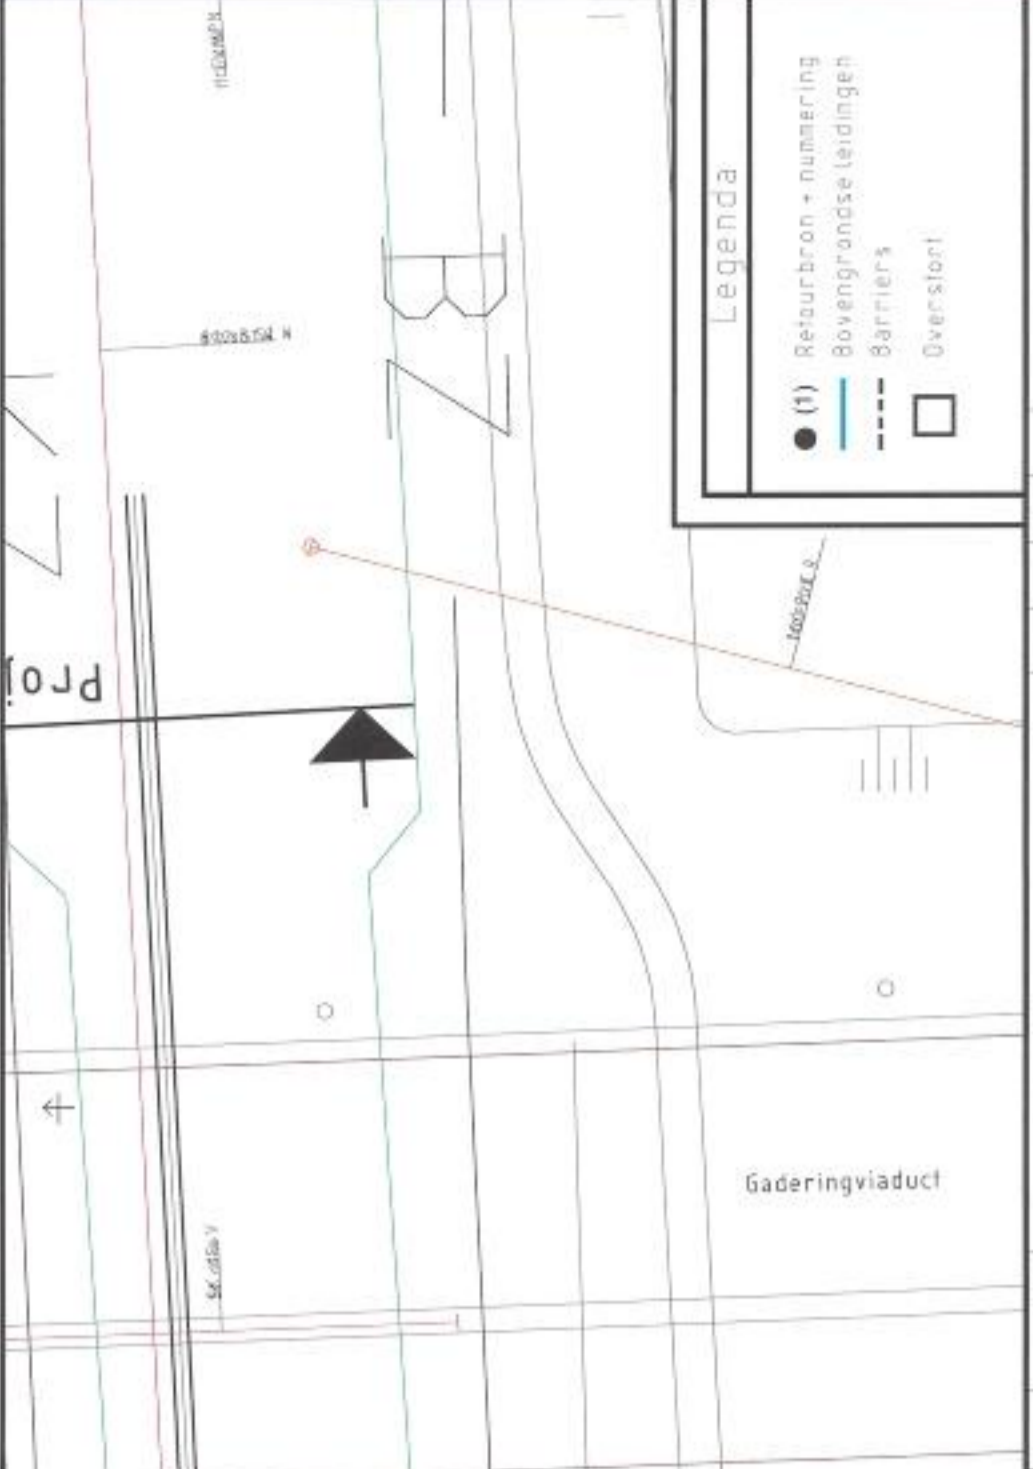 Legenda
(1) Retourbron + nummering
Bovengrondse leidingen
Barriers
Overstort
Proj
Gaderingviaduct